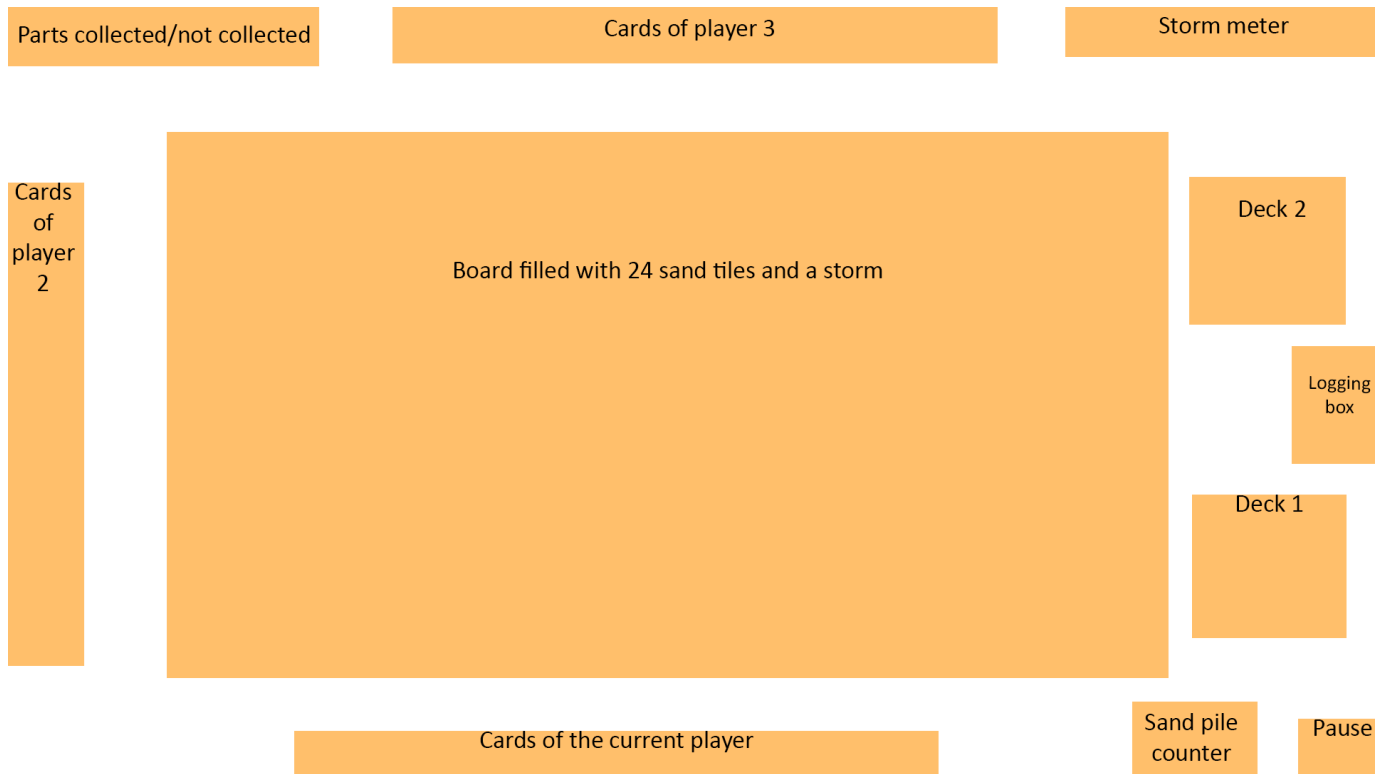 Parts collected/not collected
Cards of player 3
Storm meter
Cards
of
player
2
Board filled with 24 sand tiles and a storm
Deck 2
Logging
box
Deck 1
Cards of the current player
Sand pile
counter
Pause